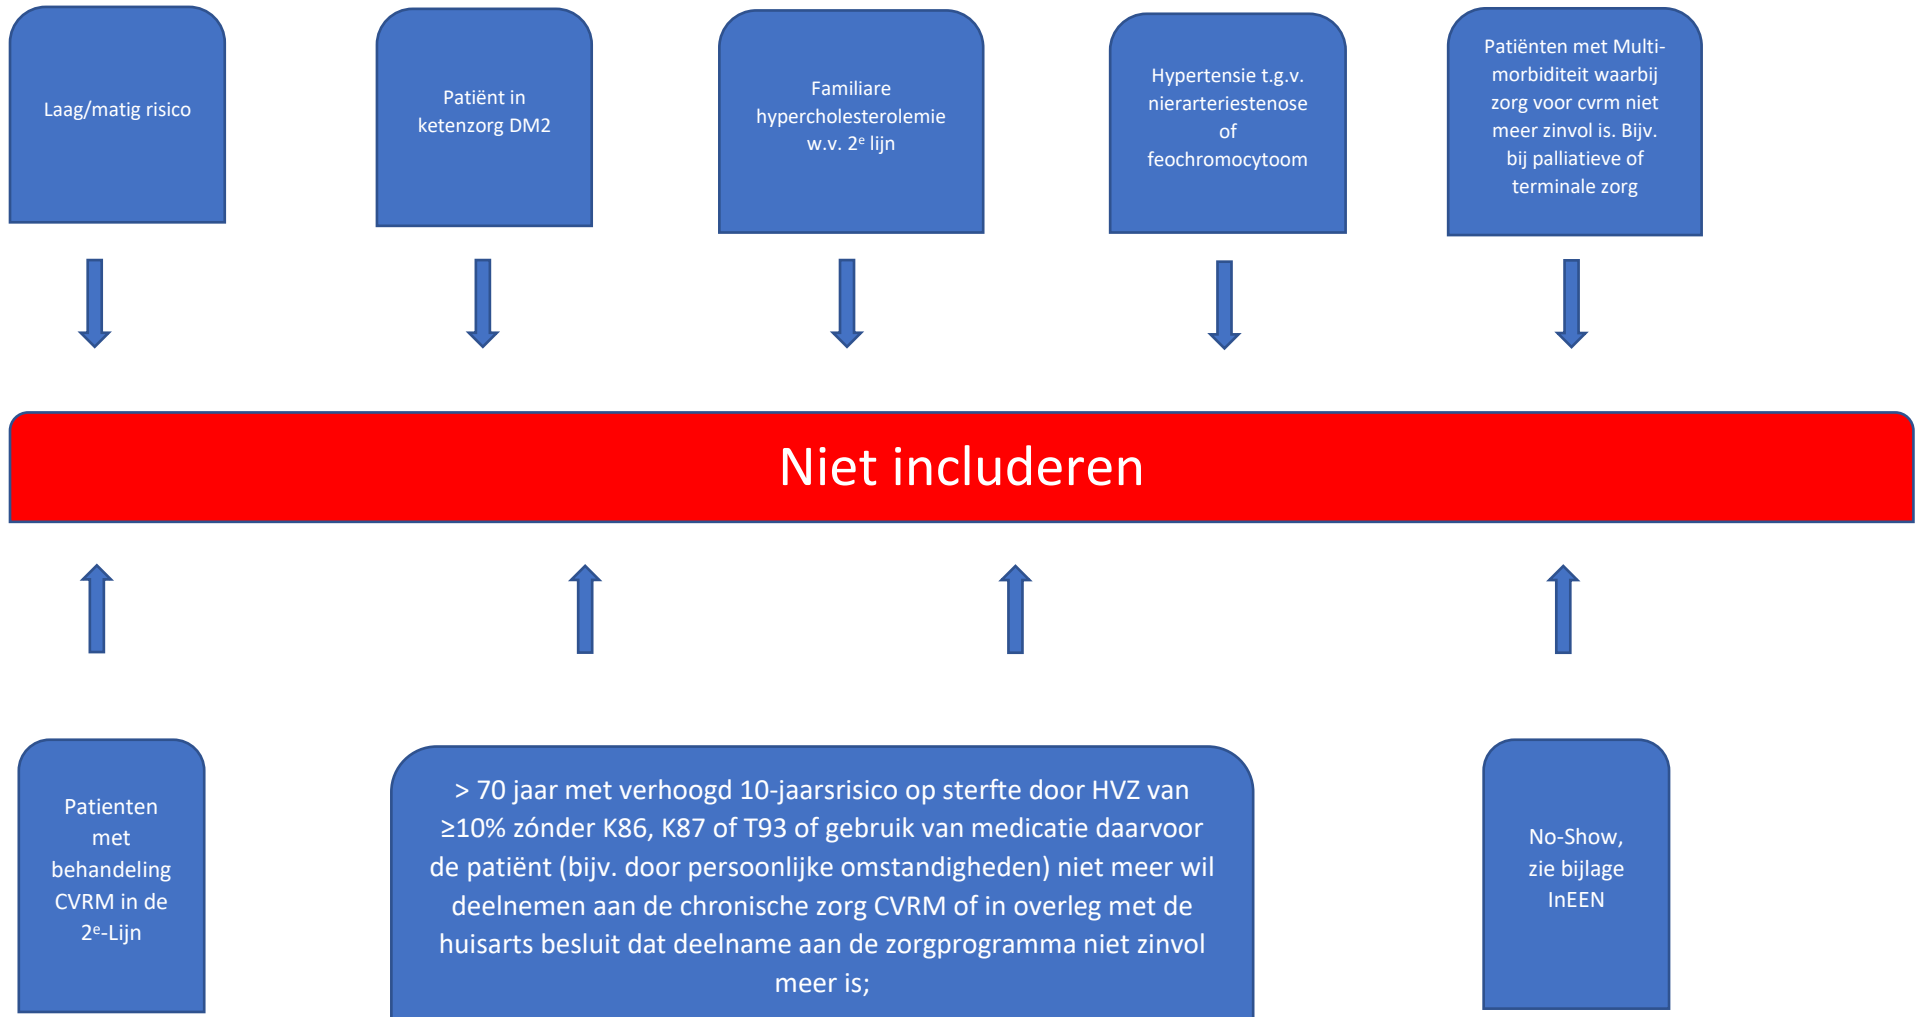 Laag/matig risico
Patiënt in
ketenzorg DM2
Familiare
hypercholesterolemie
w.v. 2e lijn
Hypertensie t.g.v.
nierarteriestenose
of
feochromocytoom
Patiënten met Multi-
morbiditeit waarbij
zorg voor cvrm niet
meer zinvol is. Bijv.
bij palliatieve of
terminale zorg
Niet includeren
Patienten
met
behandeling
CVRM in de
2e-Lijn
> 70 jaar met verhoogd 10-jaarsrisico op sterfte door HVZ van
≥10% zónder K86, K87 of T93 of gebruik van medicatie daarvoor
de patiënt (bijv. door persoonlijke omstandigheden) niet meer wil
deelnemen aan de chronische zorg CVRM of in overleg met de
huisarts besluit dat deelname aan de zorgprogramma niet zinvol
meer is;
No-Show,
zie bijlage
InEEN